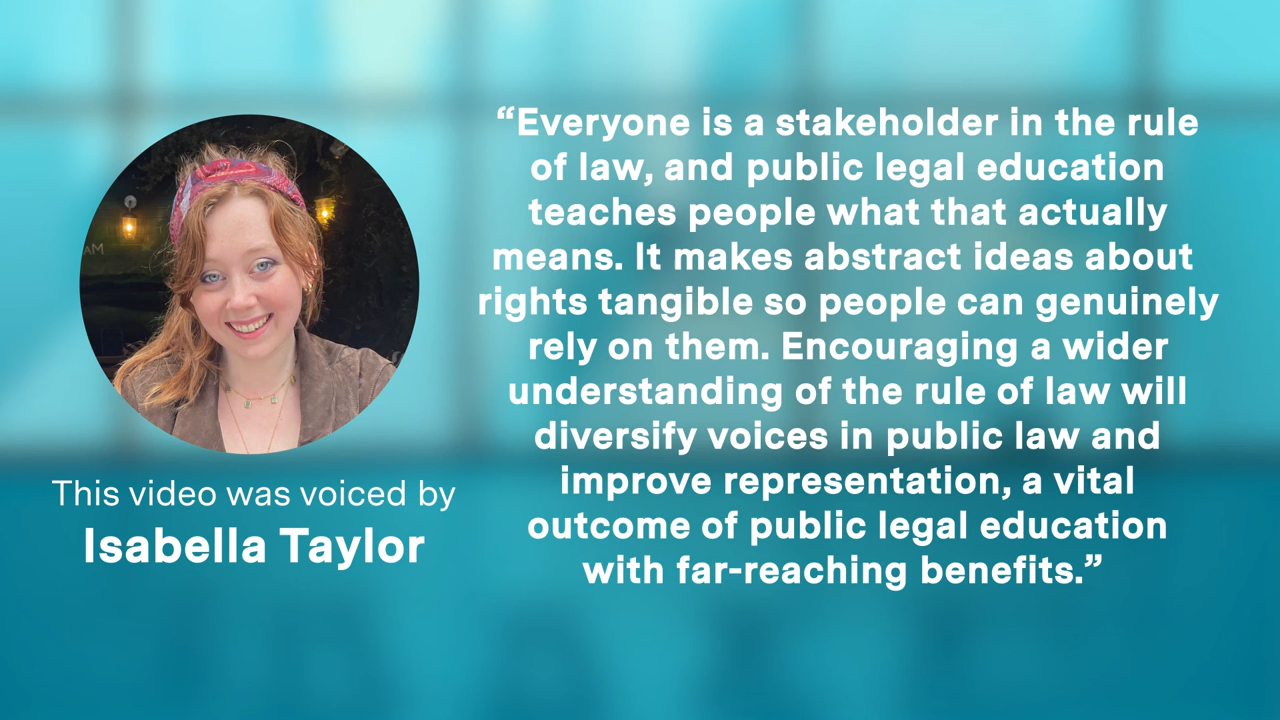 AM
This video was voiced by
Isabella Taylor
“Everyone is a stakeholder in the rule
of law, and public legal education
teaches people what that actually
means. It makes abstract ideas about
rights tangible so people can genuinely
rely on them. Encouraging a wider
understanding of the rule of law will
diversify voices in public law and
improve representation, a vital
outcome of public legal education
with far-reaching benefits.”